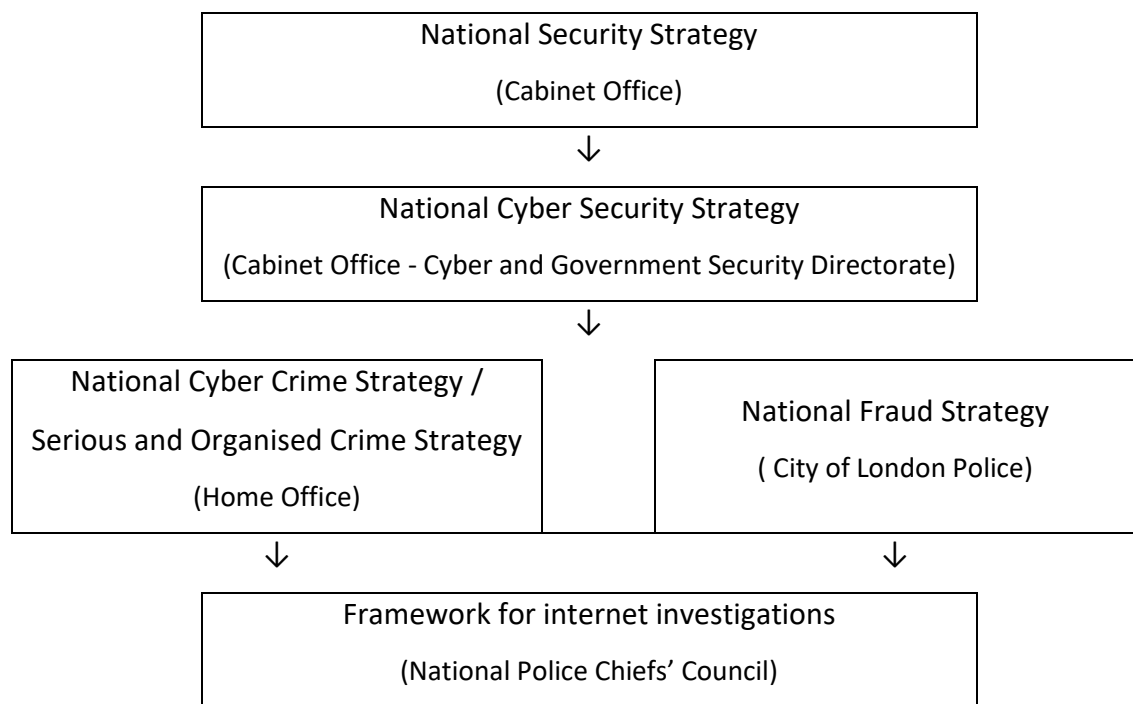 National Security Strategy
(Cabinet Office)
↓
National Cyber Security Strategy
(Cabinet Office - Cyber and Government Security Directorate)
↓
National Cyber Crime Strategy /
Serious and Organised Crime Strategy
(Home Office)
National Fraud Strategy
( City of London Police)
↓ ↓
Framework for internet investigations
(National Police Chiefs’ Council)